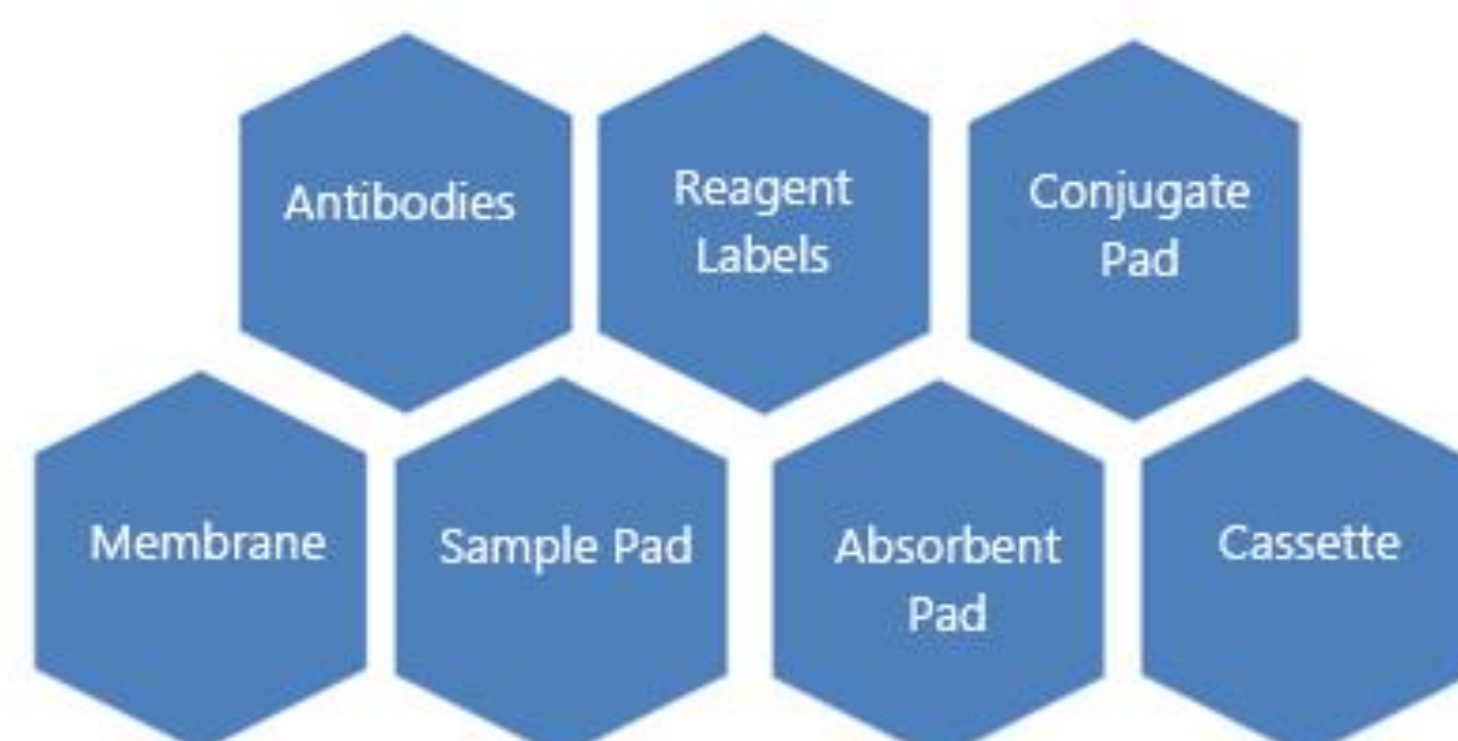 Antibodies
Reagent
Labels
Conjugate
Pad
Membrane
Sample Pad
Absorbent
Pad
Cassette